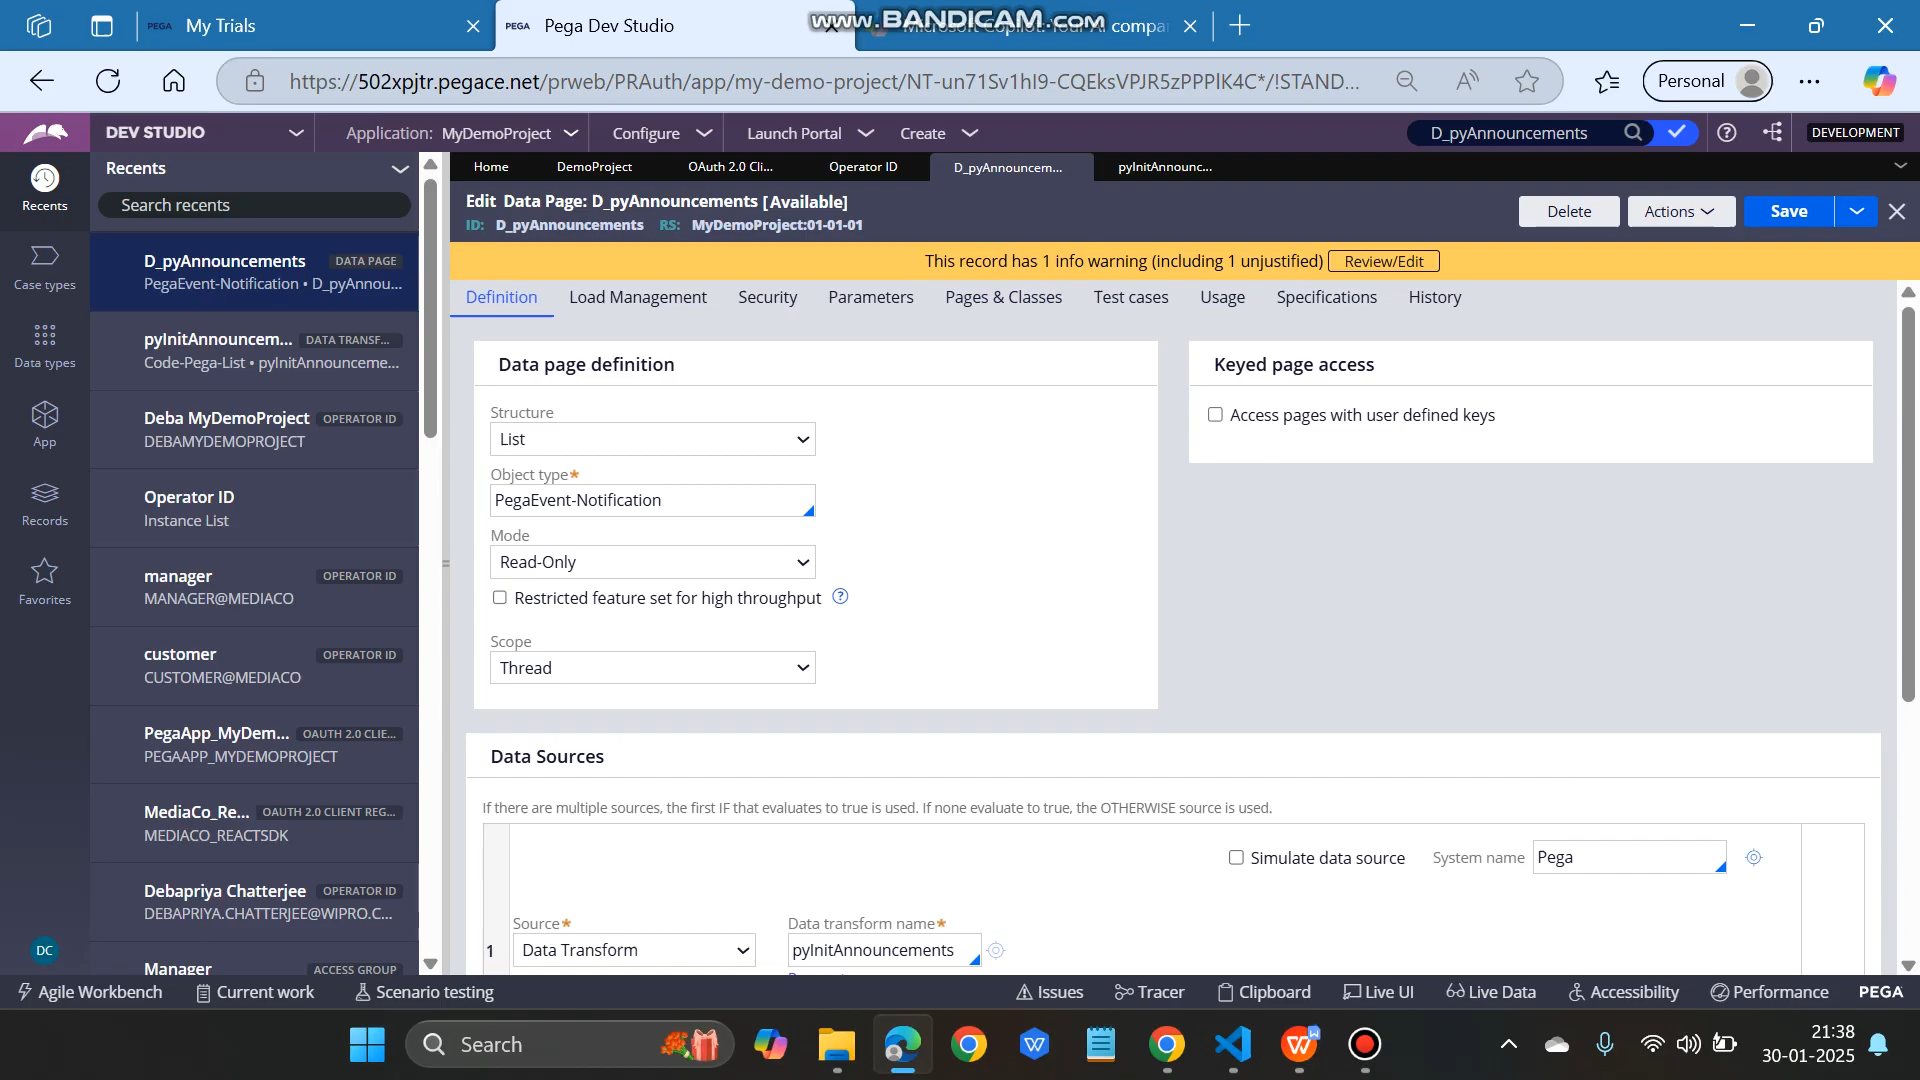 My Trials
Pega Dev Studio
Microsoft Copilot: Your AI compa
www.BANDICAM.com
https://502xpjtr.pegace.net/prweb/PRAuth/app/my-demo-project/NT-un71Sv1hI9-CQEksVPJR5zPPPlK4C*/!STAND...
Personal
DEV STUDIO
Application: MyDemoProject
Configure
Launch Portal
Create
D_pyAnnouncements
DEVELOPMENT
Recents
Case types
Data types
App
Records
Favorites
DC
Recents
Search recents
D_pyAnnouncements DATA PAGE
PegaEvent-Notification • D_pyAnnou...
pyInitAnnouncem... DATA TRANSF...
Code-Pega-List • pyInitAnnounceme...
Deba MyDemoProject OPERATOR ID
DEBAMYDEMOPROJECT
Operator ID
Instance List
manager OPERATOR ID
MANAGER@MEDIACO
customer OPERATOR ID
CUSTOMER@MEDIACO
PegaApp_MyDem... OAUTH 2.0 CLIE...
PEGAAPP_MYDEMOPROJECT
MediaCo_Re... OAUTH 2.0 CLIENT REG...
MEDIACO_REACTSDK
Debapriya Chatterjee OPERATOR ID
DEBAPRIYA.CHATTERJEE@WIPRO.C...
Manager ACCESS GROUP
Home
DemoProject
OAuth 2.0 Cli...
Operator ID
D_pyAnnouncem...
pyInitAnnounc...
Edit Data Page: D_pyAnnouncements [Available]
ID: D_pyAnnouncements RS: MyDemoProject:01-01-01
Delete
Actions
Save
This record has 1 info warning (including 1 unjustified) Review/Edit
Definition
Load Management
Security
Parameters
Pages & Classes
Test cases
Usage
Specifications
History
Data page definition
Structure
List
Object type*
PegaEvent-Notification
Mode
Read-Only
Restricted feature set for high throughput
Scope
Thread
Keyed page access
Access pages with user defined keys
Data Sources
If there are multiple sources, the first IF that evaluates to true is used. If none evaluate to true, the OTHERWISE source is used.
Simulate data source
System name Pega
Source*
Data transform name*
1 Data Transform
pyInitAnnouncements
Agile Workbench
Current work
Scenario testing
Issues
Tracer
Clipboard
Live UI
Live Data
Accessibility
Performance
PEGA
Search
21:38
30-01-2025